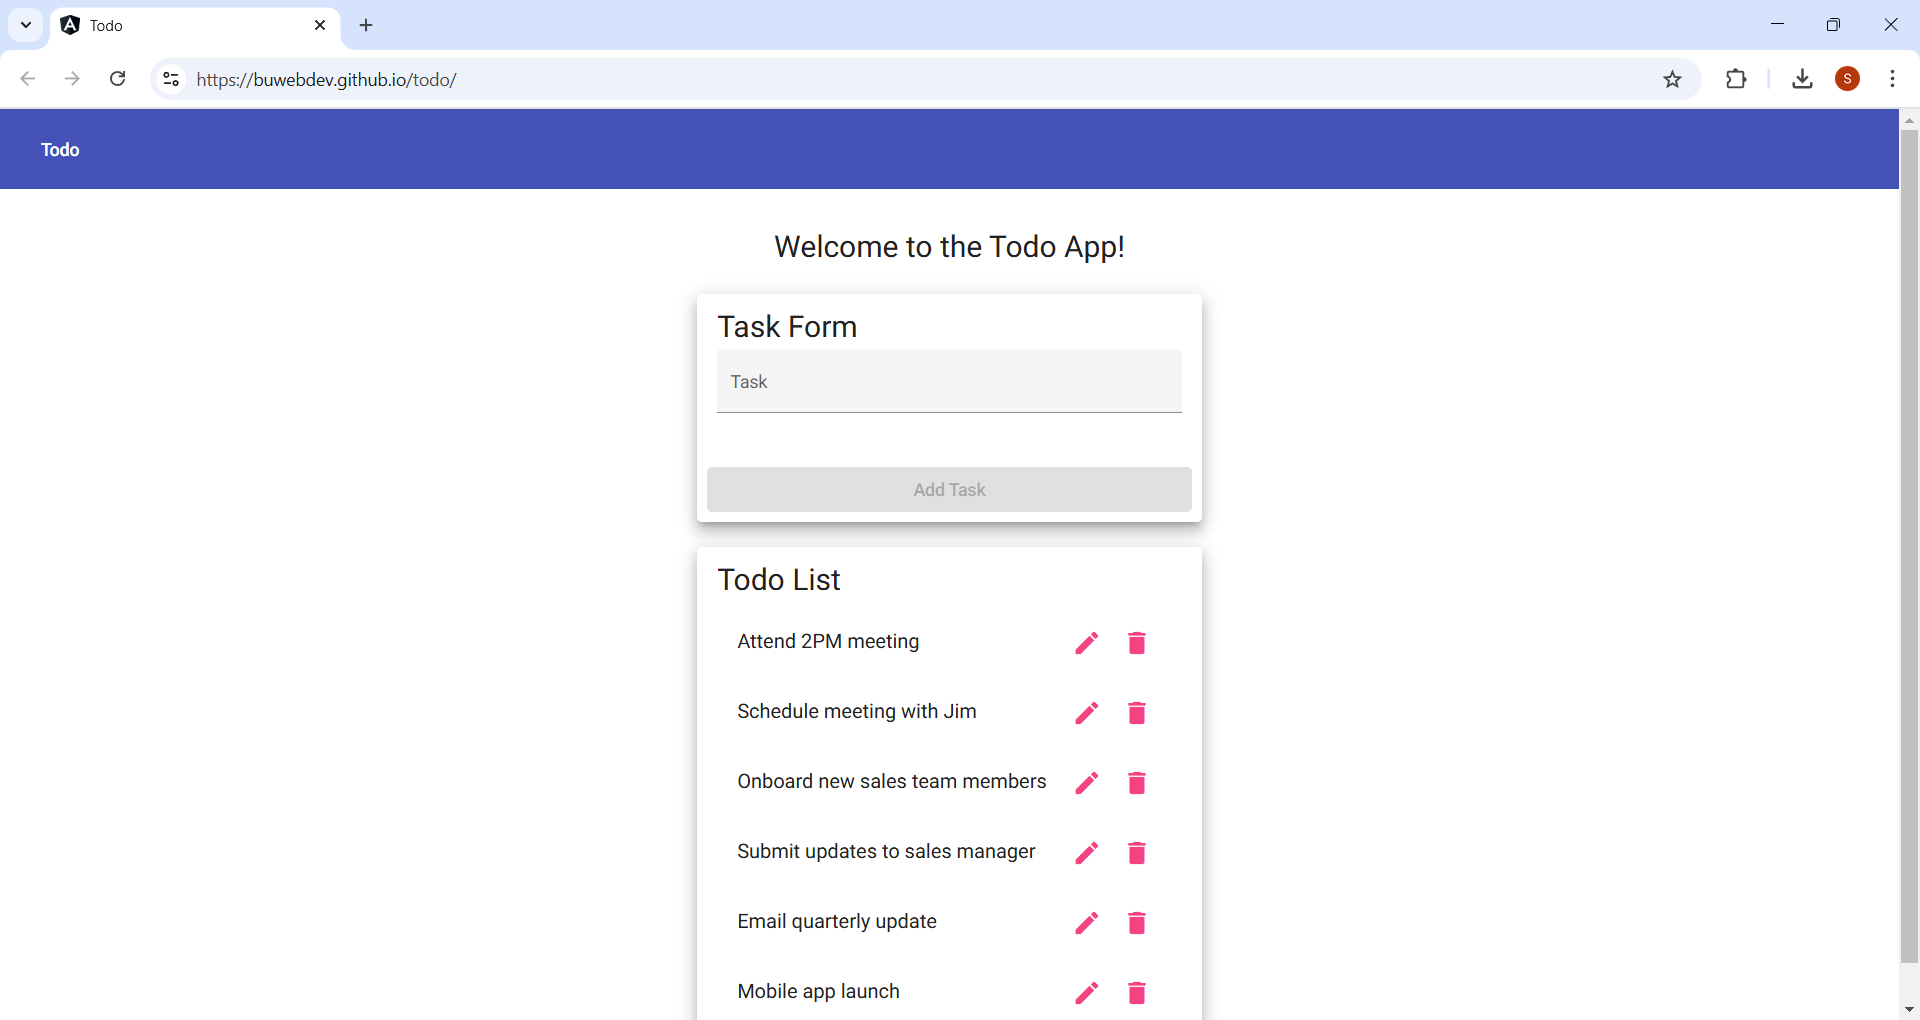 Todo
https://buwebdev.github.io/todo/
S
Todo
Welcome to the Todo App!
Task Form
Task
Add Task
Todo List
Attend 2PM meeting
Schedule meeting with Jim
Onboard new sales team members
Submit updates to sales manager
Email quarterly update
Mobile app launch